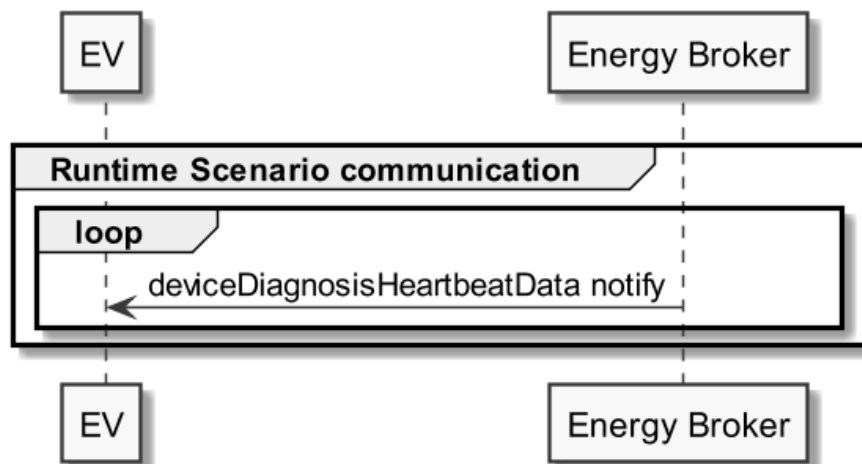 EV
Energy Broker
Runtime Scenario communication
loop
deviceDiagnosisHeartbeatData notify
EV
Energy Broker